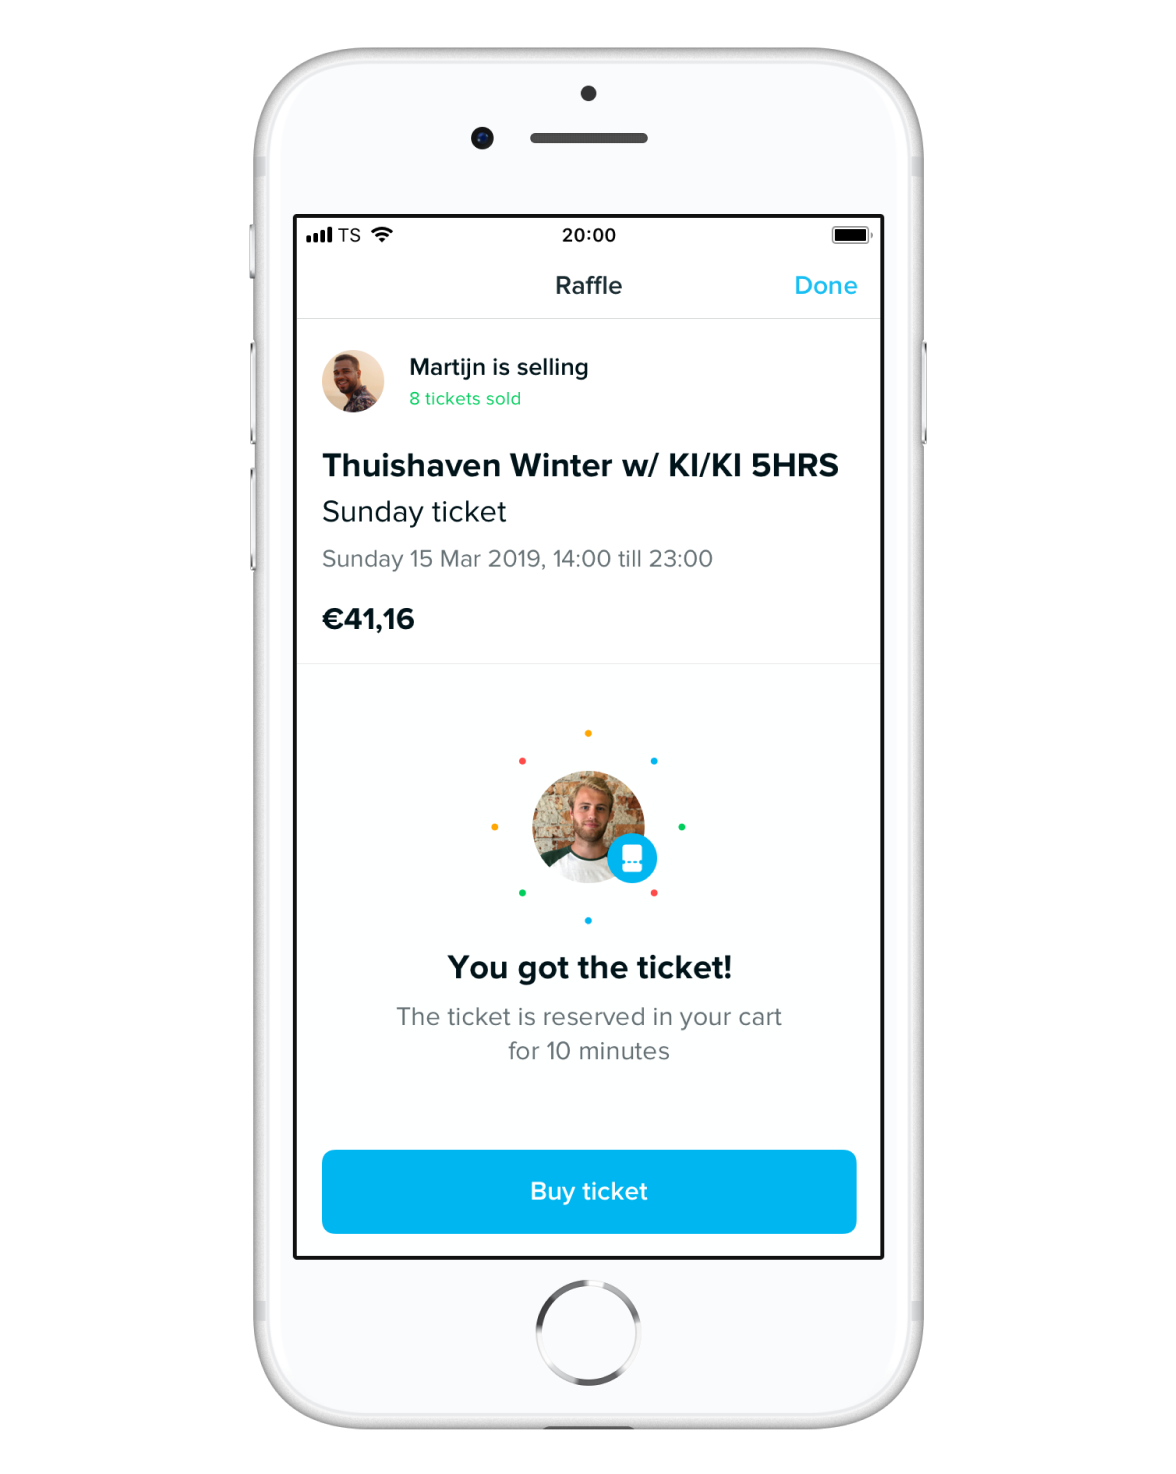 TS 20:00
Raffle Done
Martijn is selling
8 tickets sold
Thuishaven Winter w/ KI/KI 5HRS
Sunday ticket
Sunday 15 Mar 2019, 14:00 till 23:00
€41,16
You got the ticket!
The ticket is reserved in your cart
for 10 minutes
Buy ticket